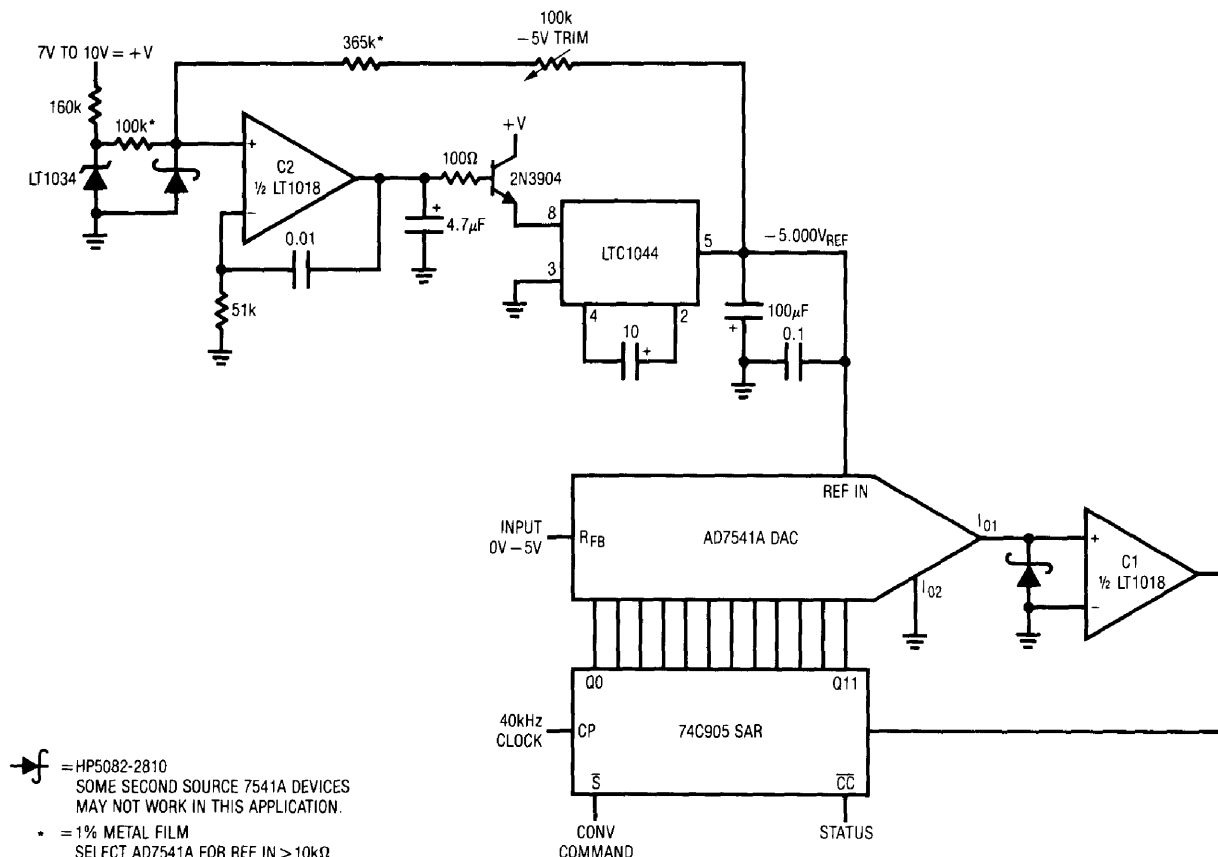 100k
−5V TRIM
365k*
7V TO 10V = +V
160k
100k*
LT1034
+
−
C2
½ LT1018
0.01
51k
100Ω
+V
2N3904
+
4.7µF
8
3
LTC1044
5
4
2
10
+
−5.000VREF
100µF
+
0.1
REF IN
INPUT
0V – 5V
RFB
AD7541A DAC
I01
I02
+
−
C1
½ LT1018
Q0
Q11
40kHz
CLOCK
CP
74C905 SAR
S̅
C̅C̅
CONV
COMMAND
STATUS
= HP5082-2810
SOME SECOND SOURCE 7541A DEVICES
MAY NOT WORK IN THIS APPLICATION.
* = 1% METAL FILM
SELECT AD7541A FOR REF IN > 10kΩ